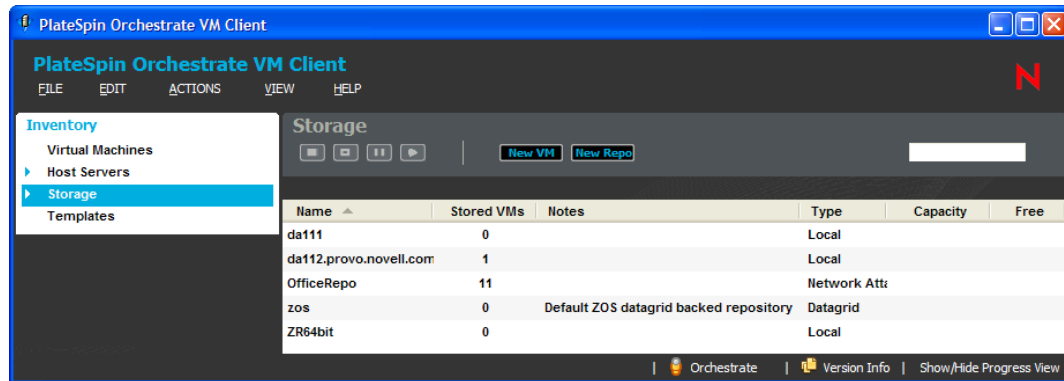 PlateSpin Orchestrate VM Client
PlateSpin Orchestrate VM Client
FILE EDIT ACTIONS VIEW HELP
N
Inventory
Virtual Machines
Host Servers
Storage
Templates
Storage
New VM New Repo
Name Stored VMs Notes Type Capacity Free
da111 0 Local
da112.provo.novell.com 1 Local
OfficeRepo 11 Network Atta
zos 0 Default ZOS datagrid backed repository Datagrid
ZR64bit 0 Local
| Orchestrate | Version Info | Show/Hide Progress View